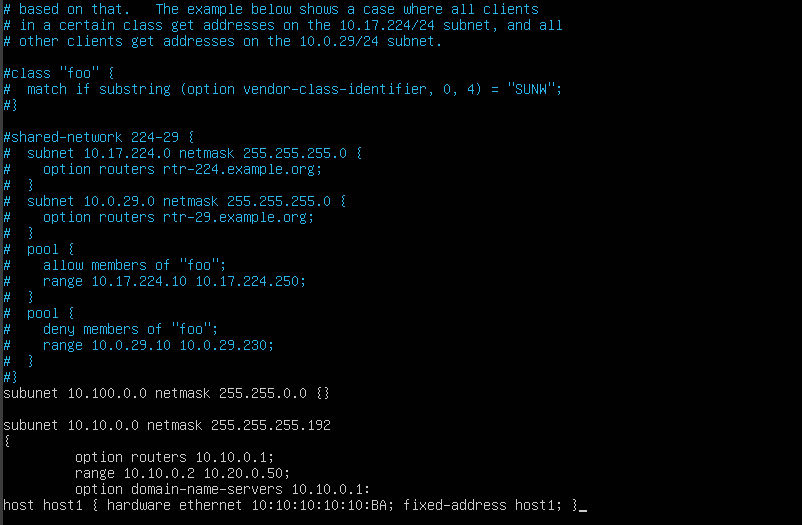 # based on that.   The example below shows a case where all clients
# in a certain class get addresses on the 10.17.224/24 subnet, and all
# other clients get addresses on the 10.0.29/24 subnet.

#class "foo" {
#  match if substring (option vendor-class-identifier, 0, 4) = "SUNW";
#}

#shared-network 224-29 {
#  subnet 10.17.224.0 netmask 255.255.255.0 {
#    option routers rtr-224.example.org;
#  }
#  subnet 10.0.29.0 netmask 255.255.255.0 {
#    option routers rtr-29.example.org;
#  }
#  pool {
#    allow members of "foo";
#    range 10.17.224.10 10.17.224.250;
#  }
#  pool {
#    deny members of "foo";
#    range 10.0.29.10 10.0.29.230;
#  }
#}
subunet 10.100.0.0 netmask 255.255.0.0 {}

subunet 10.10.0.0 netmask 255.255.255.192
{
         option routers 10.10.0.1;
         range 10.10.0.2 10.20.0.50;
         option domain-name-servers 10.10.0.1:
host host1 { hardware ethernet 10:10:10:10:10:BA; fixed-address host1; }_